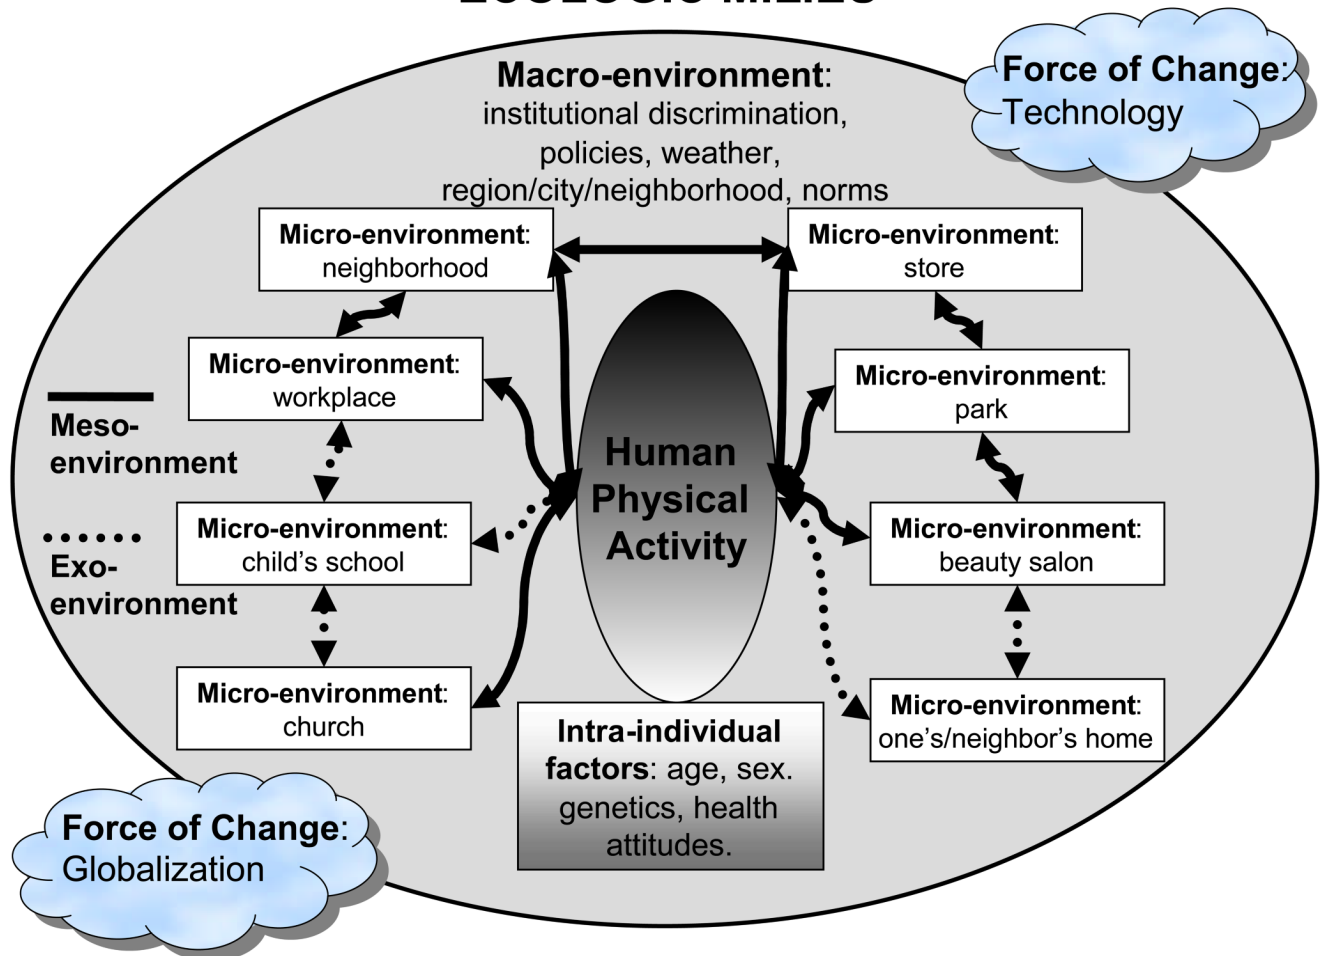 ECOLOGIC MILIEU
Force of Change:
Technology
Macro-environment:
institutional discrimination,
policies, weather,
region/city/neighborhood, norms
Micro-environment:
neighborhood
Micro-environment:
store
Micro-environment:
workplace
Micro-environment:
park
Meso-
environment
Human
Physical
Activity
Micro-environment:
child's school
Micro-environment:
beauty salon
Exo-
environment
Micro-environment:
church
Micro-environment:
one's/neighbor's home
Intra-individual
factors: age, sex.
genetics, health
attitudes.
Force of Change:
Globalization